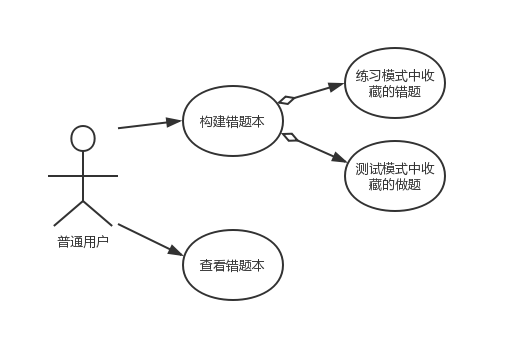 练习模式中收
藏的错题
构建错题本
测试模式中收
藏的做题
普通用户
查看错题本